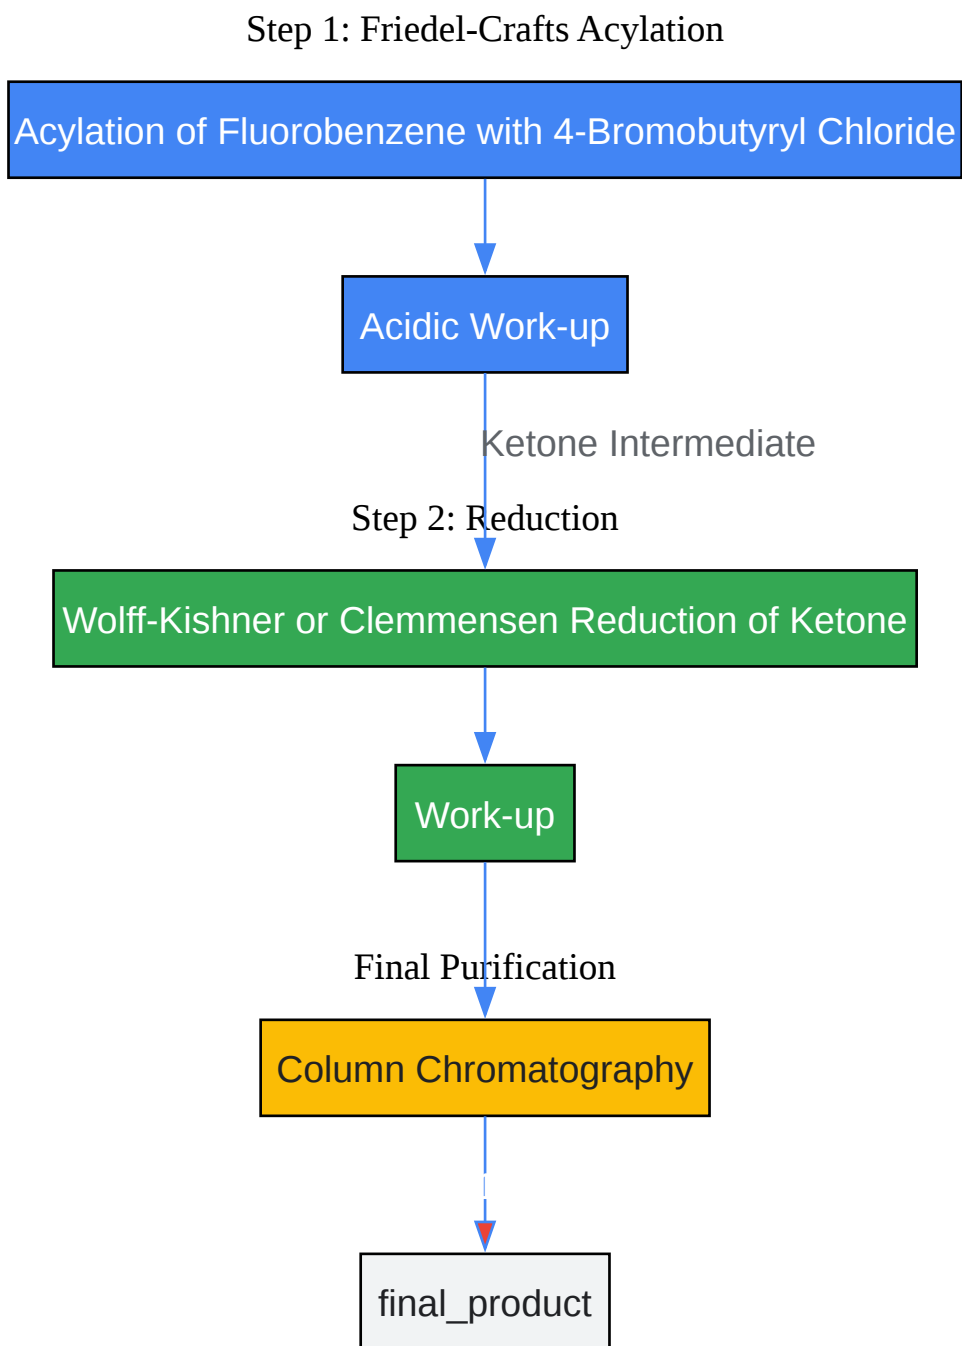 Step 1: Friedel-Crafts Acylation
Acylation of Fluorobenzene with 4-Bromobutyryl Chloride
Acidic Work-up
Ketone Intermediate
Step 2: Reduction
Wolff-Kishner or Clemmensen Reduction of Ketone
Work-up
Final Purification
Column Chromatography
final_product